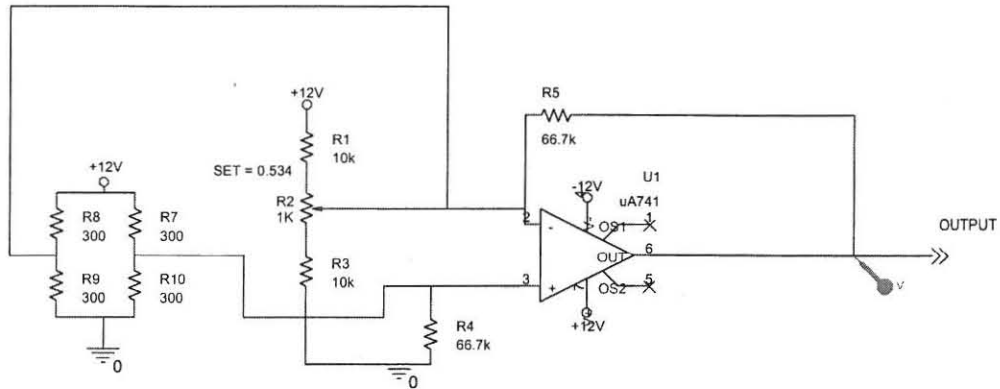 +12V
R1
10k
SET = 0.534
R2
1K
R3
10k
+12V
R8
300
R7
300
R9
300
R10
300
0
R5
66.7k
U1
-12V
uA741
2
-
V-
OS1
1
OUT
6
3
+
OS2
5
+12V
R4
66.7k
0
OUTPUT
V